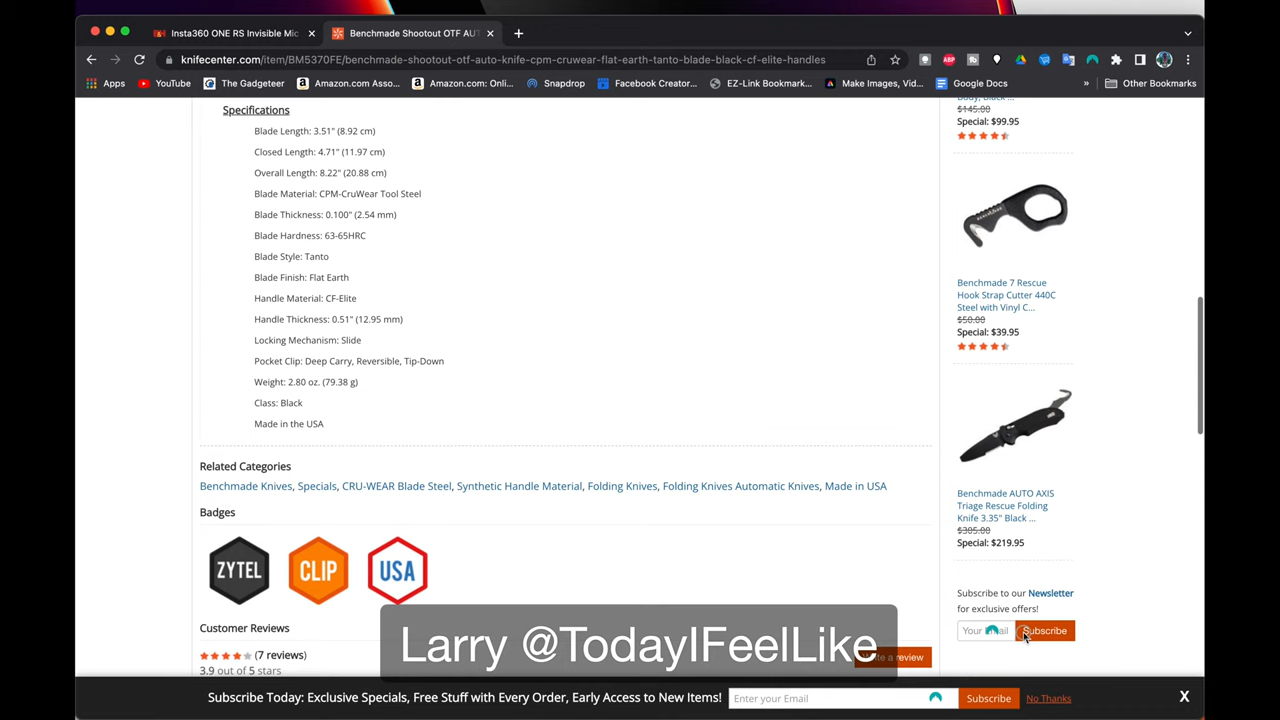 Insta360 ONE RS Invisible Mic
Benchmade Shootout OTF AUT
knifecenter.com/item/BM5370FE/benchmade-shootout-otf-auto-knife-cpm-cruwear-flat-earth-tanto-blade-black-cf-elite-handles
ABP
Apps
YouTube
The Gadgeteer
Amazon.com Asso...
Amazon.com: Onli...
Snapdrop
Facebook Creator...
EZ-Link Bookmark...
Make Images, Vid...
Google Docs
»
Other Bookmarks
Specifications
Blade Length: 3.51" (8.92 cm)
Closed Length: 4.71" (11.97 cm)
Overall Length: 8.22" (20.88 cm)
Blade Material: CPM-CruWear Tool Steel
Blade Thickness: 0.100" (2.54 mm)
Blade Hardness: 63-65HRC
Blade Style: Tanto
Blade Finish: Flat Earth
Handle Material: CF-Elite
Handle Thickness: 0.51" (12.95 mm)
Locking Mechanism: Slide
Pocket Clip: Deep Carry, Reversible, Tip-Down
Weight: 2.80 oz. (79.38 g)
Class: Black
Made in the USA
Related Categories
Benchmade Knives, Specials, CRU-WEAR Blade Steel, Synthetic Handle Material, Folding Knives, Folding Knives Automatic Knives, Made in USA
Badges
ZYTEL
CLIP
USA
Customer Reviews
(7 reviews)
3.9 out of 5 stars
a review
Body, Black ...
$145.00
Special: $99.95
Benchmade 7 Rescue
Hook Strap Cutter 440C
Steel with Vinyl C...
$50.00
Special: $39.95
Benchmade AUTO AXIS
Triage Rescue Folding
Knife 3.35" Black ...
$305.00
Special: $219.95
Subscribe to our Newsletter
for exclusive offers!
Your Email
Subscribe
Larry @TodayIFeelLike
Subscribe Today: Exclusive Specials, Free Stuff with Every Order, Early Access to New Items!
Enter your Email
Subscribe
No Thanks
X